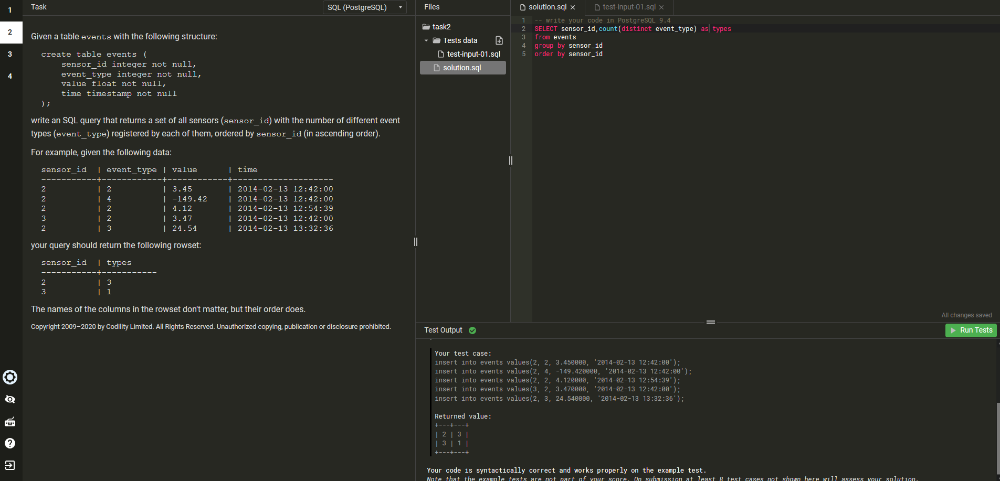 1
2
3
4
Task
SQL (PostgreSQL)
Given a table events with the following structure:
create table events (
sensor_id integer not null,
event_type integer not null,
value float not null,
time timestamp not null
);
write an SQL query that returns a set of all sensors (sensor_id) with the number of different event
types (event_type) registered by each of them, ordered by sensor_id (in ascending order).
For example, given the following data:
sensor_id | event_type | value | time
-----------+------------+------------+--------------------
2 | 2 | 3.45 | 2014-02-13 12:42:00
2 | 4 | -149.42 | 2014-02-13 12:42:00
2 | 2 | 4.12 | 2014-02-13 12:54:39
3 | 2 | 3.47 | 2014-02-13 12:42:00
2 | 3 | 24.54 | 2014-02-13 13:32:36
your query should return the following rowset:
sensor_id | types
-----------+-----------
2 | 3
3 | 1
The names of the columns in the rowset don't matter, but their order does.
Copyright 2009–2020 by Codility Limited. All Rights Reserved. Unauthorized copying, publication or disclosure prohibited.
Files
task2
Tests data
test-input-01.sql
solution.sql
solution.sql ×
test-input-01.sql ×
1 -- write your code in PostgreSQL 9.4
2 SELECT sensor_id,count(distinct event_type) as types
3 from events
4 group by sensor_id
5 order by sensor_id
All changes saved
Test Output
Run Tests
Your test case:
insert into events values(2, 2, 3.450000, '2014-02-13 12:42:00');
insert into events values(2, 4, -149.420000, '2014-02-13 12:42:00');
insert into events values(2, 2, 4.120000, '2014-02-13 12:54:39');
insert into events values(3, 2, 3.470000, '2014-02-13 12:42:00');
insert into events values(2, 3, 24.540000, '2014-02-13 13:32:36');
Returned value:
+---+---+
| 2 | 3 |
| 3 | 1 |
+---+---+
Your code is syntactically correct and works properly on the example test.
Note that the example tests are not part of your score. On submission at least 8 test cases not shown here will assess your solution.